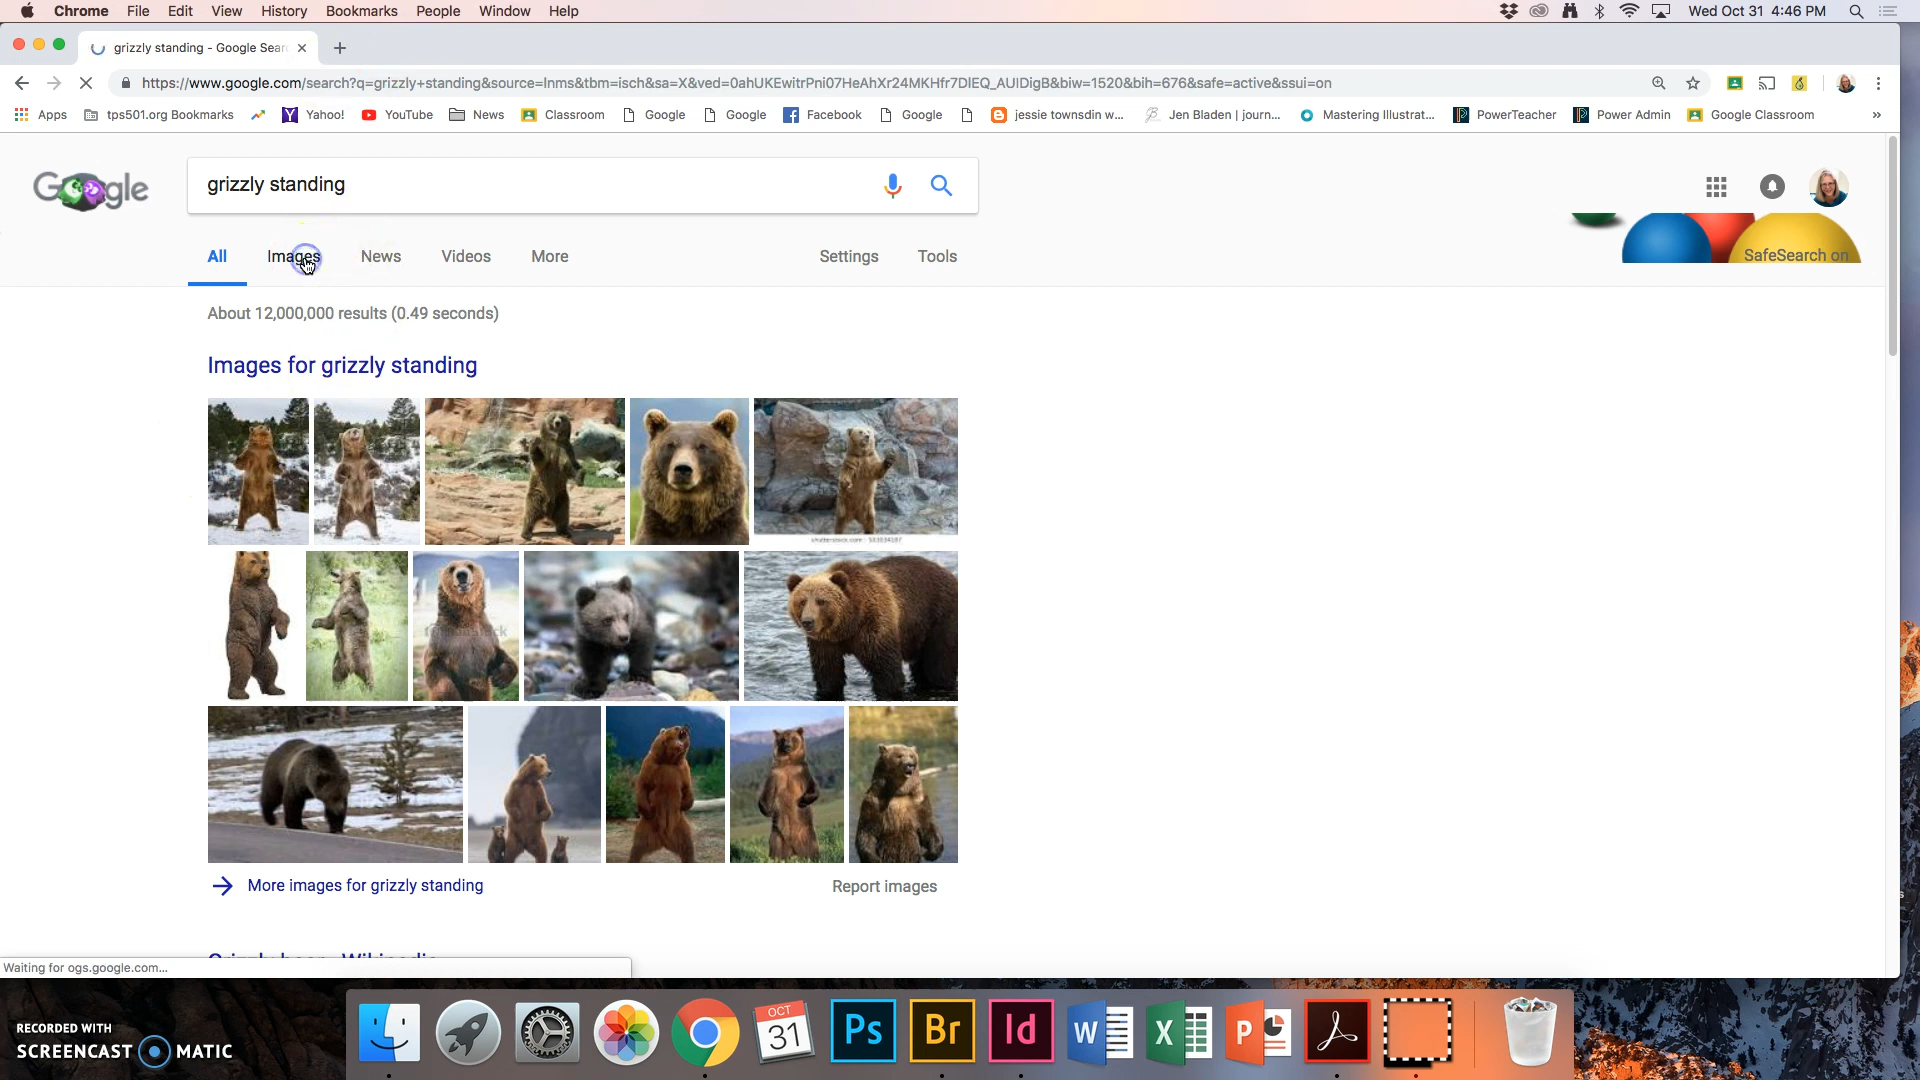 Chrome File Edit View History Bookmarks People Window Help Wed Oct 31 4:46 PM
grizzly standing - Google Sear
https://www.google.com/search?q=grizzly+standing&source=lnms&tbm=isch&sa=X&ved=0ahUKEwitrPni07HeAhXr24MKHfr7DIEQ_AUIDigB&biw=1520&bih=676&safe=active&ssui=on
Apps tps501.org Bookmarks Yahoo! YouTube News Classroom Google Google Facebook Google jessie townsdin w... Jen Bladen | journ... Mastering Illustrat... PowerTeacher Power Admin Google Classroom »
Google grizzly standing
All Images News Videos More Settings Tools SafeSearch on
About 12,000,000 results (0.49 seconds)
Images for grizzly standing
More images for grizzly standing Report images
Grizzly bear - Wikipedia
Waiting for ogs.google.com...
OCT
31
Ps Br Id W X P
RECORDED WITH
SCREENCAST MATIC